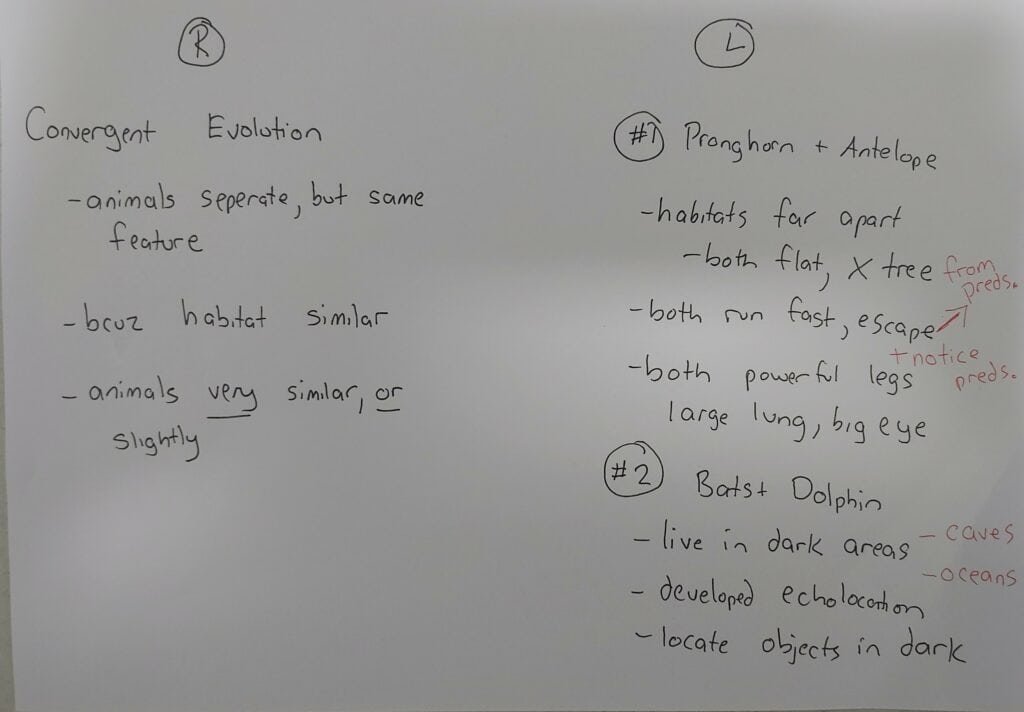 R
Convergent Evolution
- animals seperate, but same
feature
- bcuz habitat similar
- animals very similar, or
slightly
L
#1 Pronghorn + Antelope
- habitats far apart
- both flat, X tree
from
preds.
- both run fast, escape
+ notice
preds.
- both powerful legs
large lung, big eye
#2 Bats + Dolphin
- live in dark areas
- caves
- oceans
- developed echolocation
- locate objects in dark